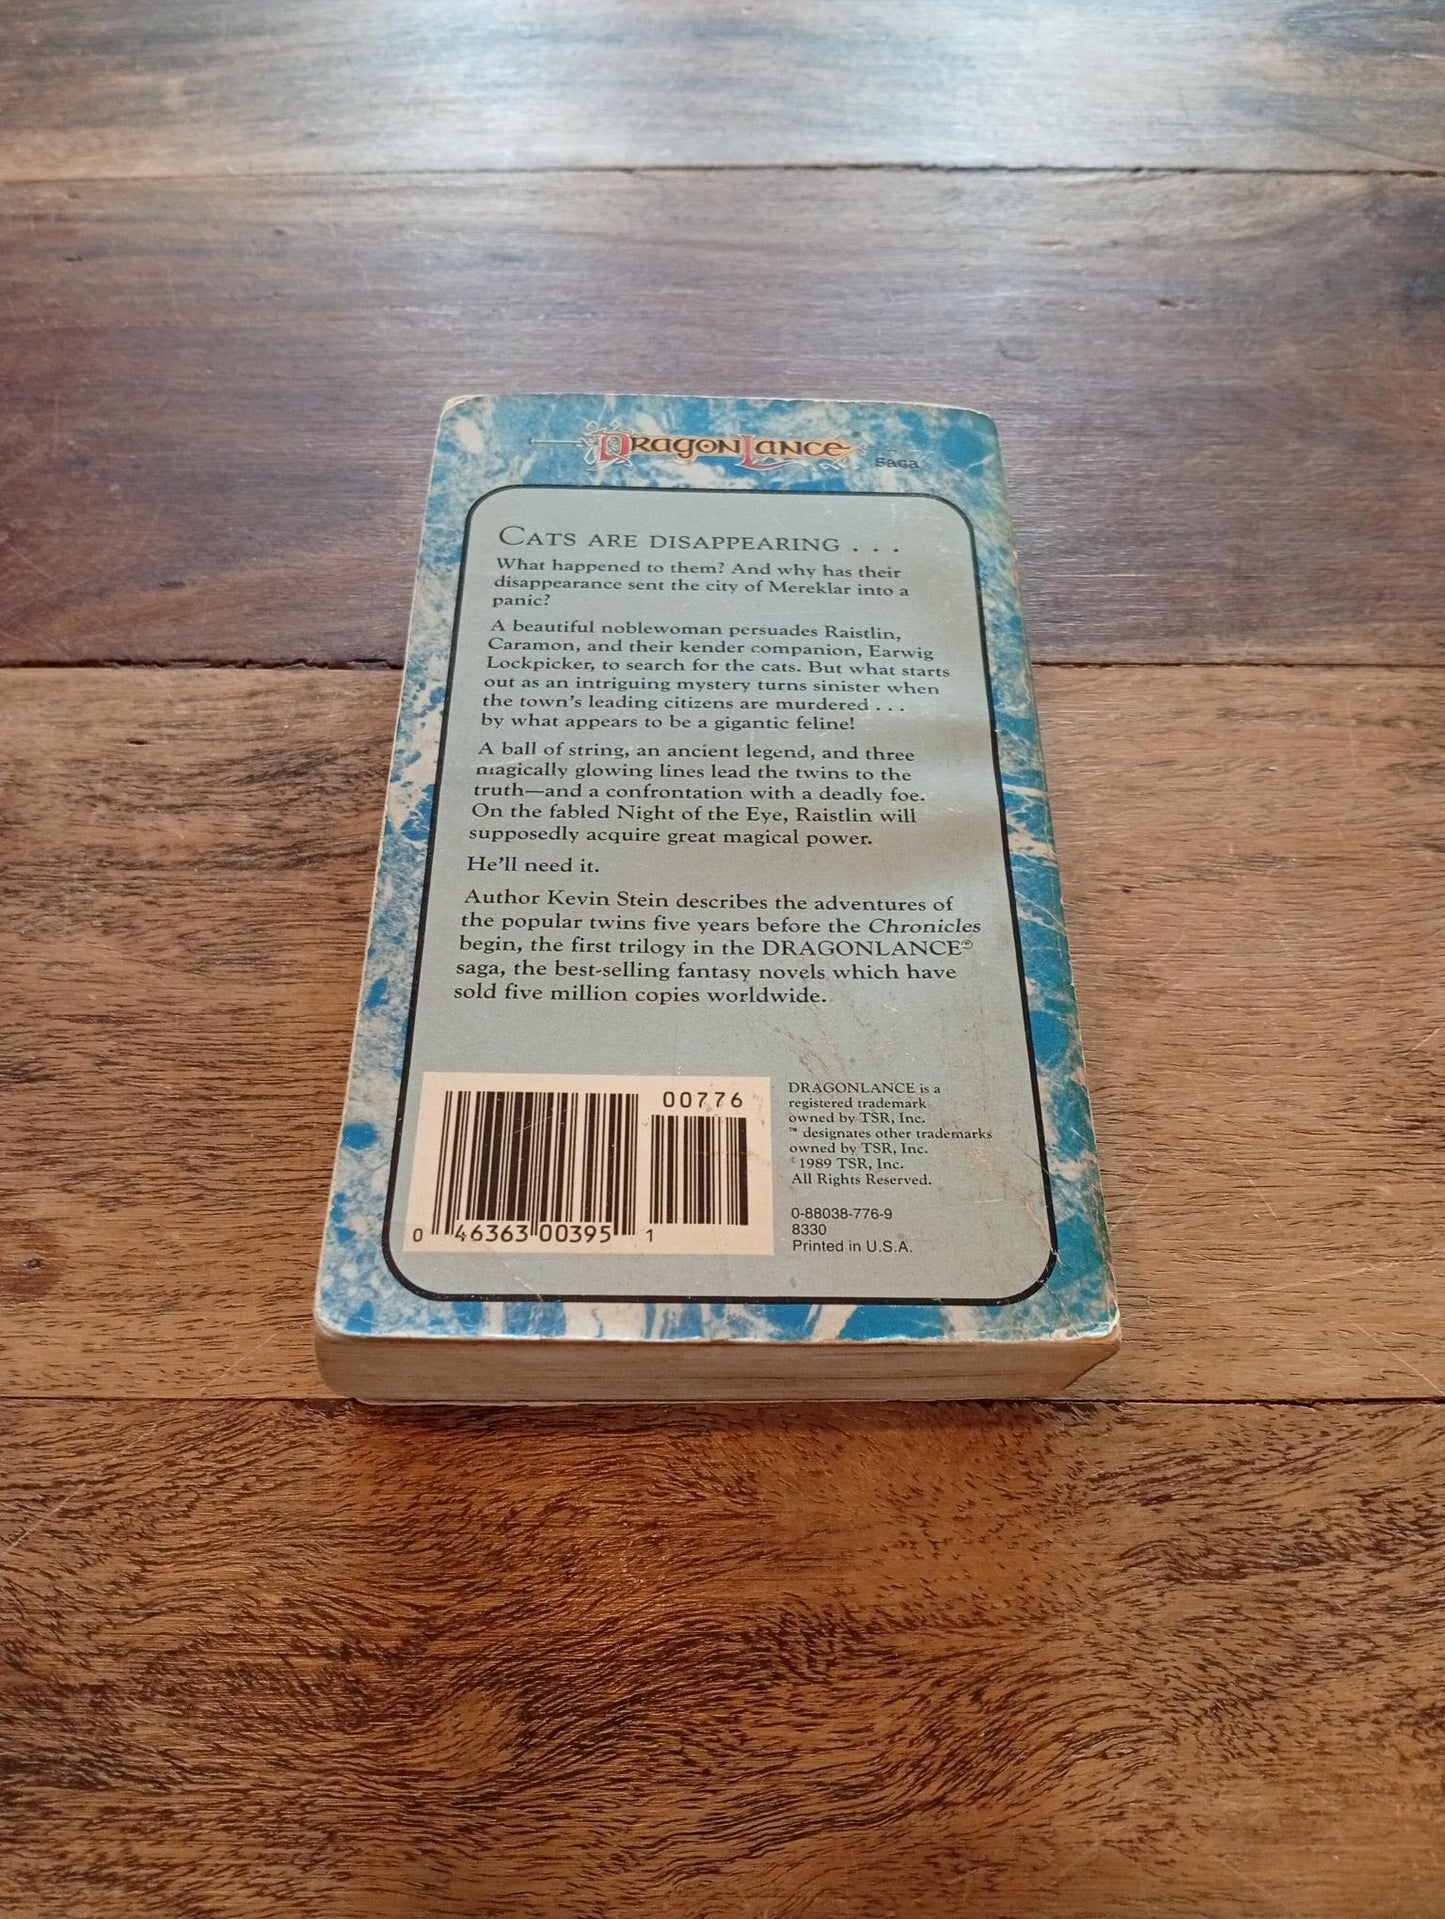 DRAGONLANCE®
SAGA
CATS ARE DISAPPEARING . . .
What happened to them? And why has their
disappearance sent the city of Mereklar into a
panic?
A beautiful noblewoman persuades Raistlin,
Caramon, and their kender companion, Earwig
Lockpicker, to search for the cats. But what starts
out as an intriguing mystery turns sinister when
the town's leading citizens are murdered . . .
by what appears to be a gigantic feline!
A ball of string, an ancient legend, and three
magically glowing lines lead the twins to the
truth—and a confrontation with a deadly foe.
On the fabled Night of the Eye, Raistlin will
supposedly acquire great magical power.
He'll need it.
Author Kevin Stein describes the adventures of
the popular twins five years before the Chronicles
begin, the first trilogy in the DRAGONLANCE®
saga, the best-selling fantasy novels which have
sold five million copies worldwide.
00776
0 46363 00395 1
DRAGONLANCE is a
registered trademark
owned by TSR, Inc.
™ designates other trademarks
owned by TSR, Inc.
©1989 TSR, Inc.
All Rights Reserved.
0-88038-776-9
8330
Printed in U.S.A.